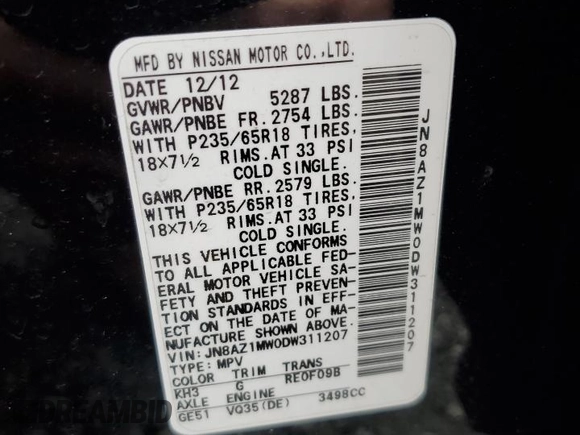 MFD BY NISSAN MOTOR CO.,LTD.
DATE 12/12
GVWR/PNBV 5287 LBS.
GAWR/PNBE FR. 2754 LBS.
WITH P235/65R18 TIRES,
18×7½ RIMS.AT 33 PSI
COLD SINGLE.
GAWR/PNBE RR. 2579 LBS.
WITH P235/65R18 TIRES,
18×7½ RIMS.AT 33 PSI
COLD SINGLE.
THIS VEHICLE CONFORMS
TO ALL APPLICABLE FED-
ERAL MOTOR VEHICLE SA-
FETY AND THEFT PREVEN-
TION STANDARDS IN EFF-
ECT ON THE DATE OF MA-
NUFACTURE SHOWN ABOVE.
VIN: JN8AZ1MW0DW311207
TYPE: MPV
COLOR TRIM TRANS
KH3 G RE0F09B
AXLE ENGINE
GE51 VQ35(DE) 3498CC
JN8AZ1MW0DW311207
DREAMBID